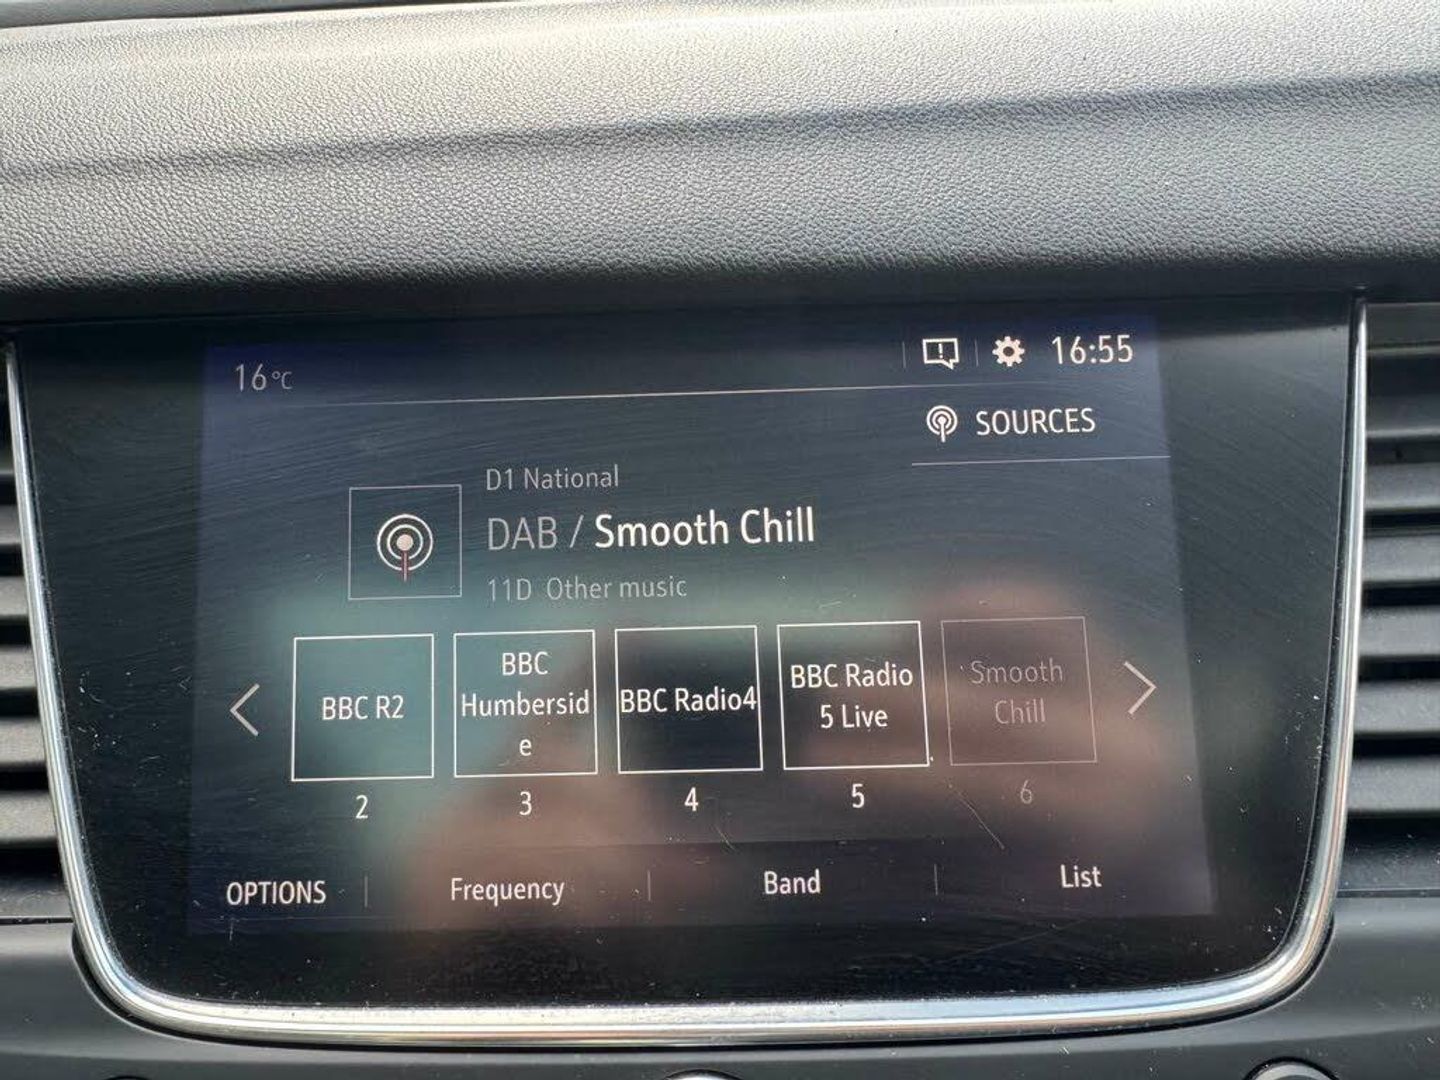 16°C
16:55
SOURCES
D1 National
DAB / Smooth Chill
11D Other music
BBC R2
BBC
Humbersid
e
BBC Radio4
BBC Radio
5 Live
Smooth
Chill
2
3
4
5
6
OPTIONS
Frequency
Band
List